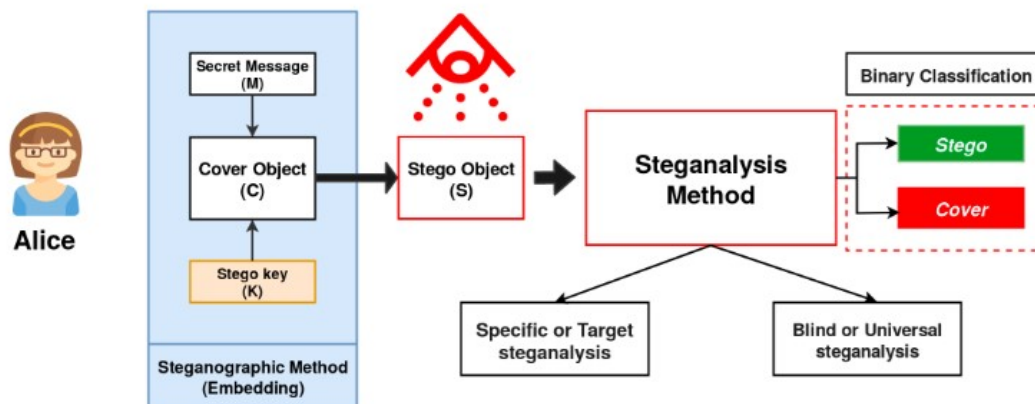 Alice
Secret Message
(M)
Cover Object
(C)
Stego key
(K)
Steganographic Method
(Embedding)
Stego Object
(S)
Steganalysis
Method
Binary Classification
Stego
Cover
Specific or Target
steganalysis
Blind or Universal
steganalysis